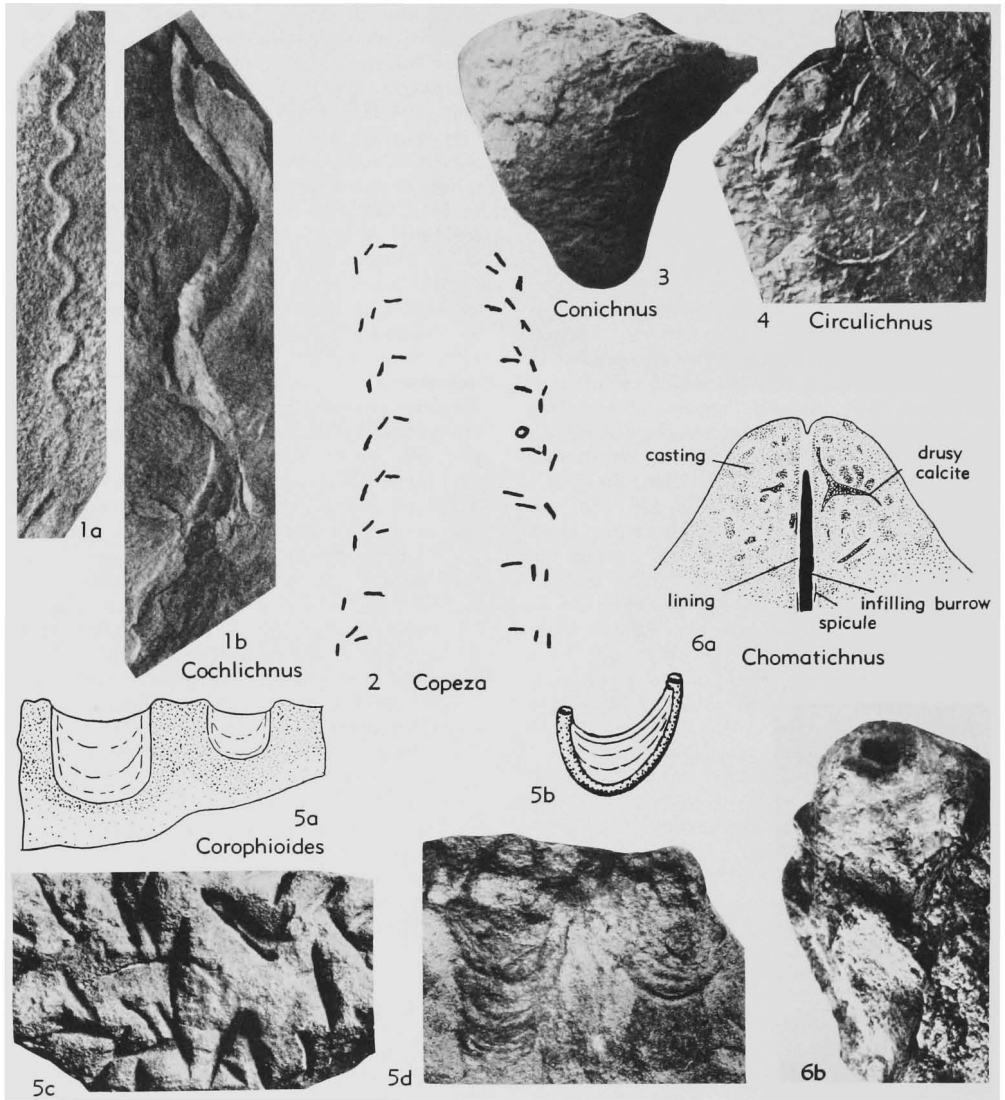 1a
1b
Cochlichnus
2 Copeza
3
Conichnus
4 Circulichnus
casting
drusy
calcite
lining
infilling burrow
spicule
6a
Chomatichnus
5a
Corophioides
5b
5c
5d
6b